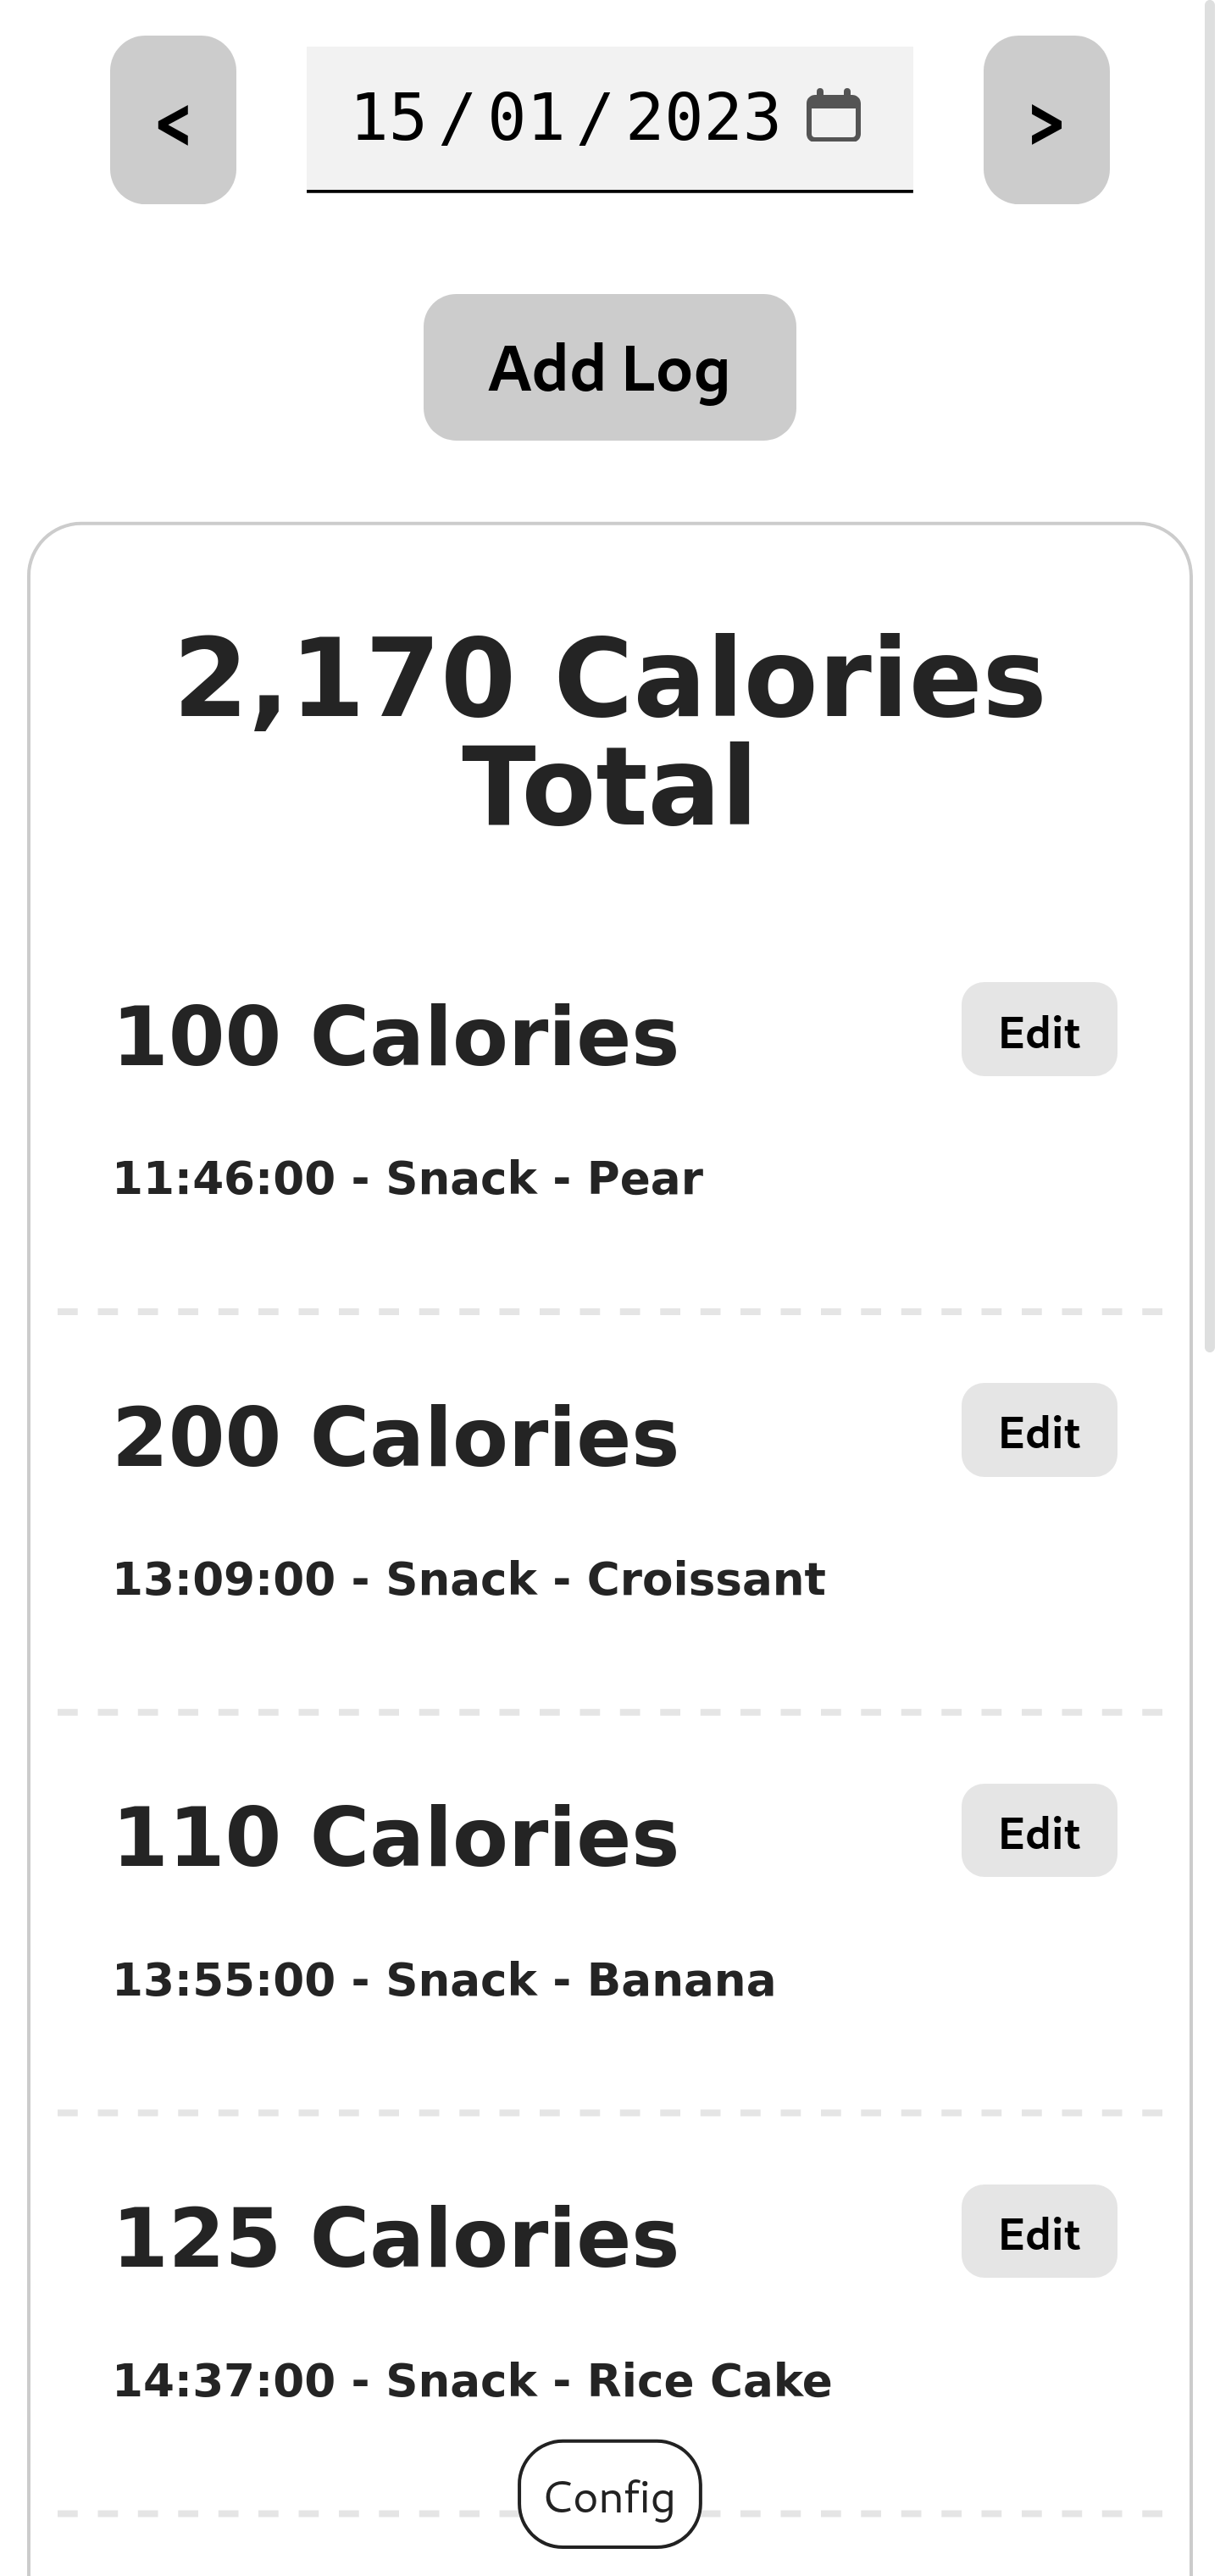 < 15/01/2023 >
Add Log
2,170 Calories
Total
100 Calories Edit
11:46:00 - Snack - Pear
200 Calories Edit
13:09:00 - Snack - Croissant
110 Calories Edit
13:55:00 - Snack - Banana
125 Calories Edit
14:37:00 - Snack - Rice Cake
Config